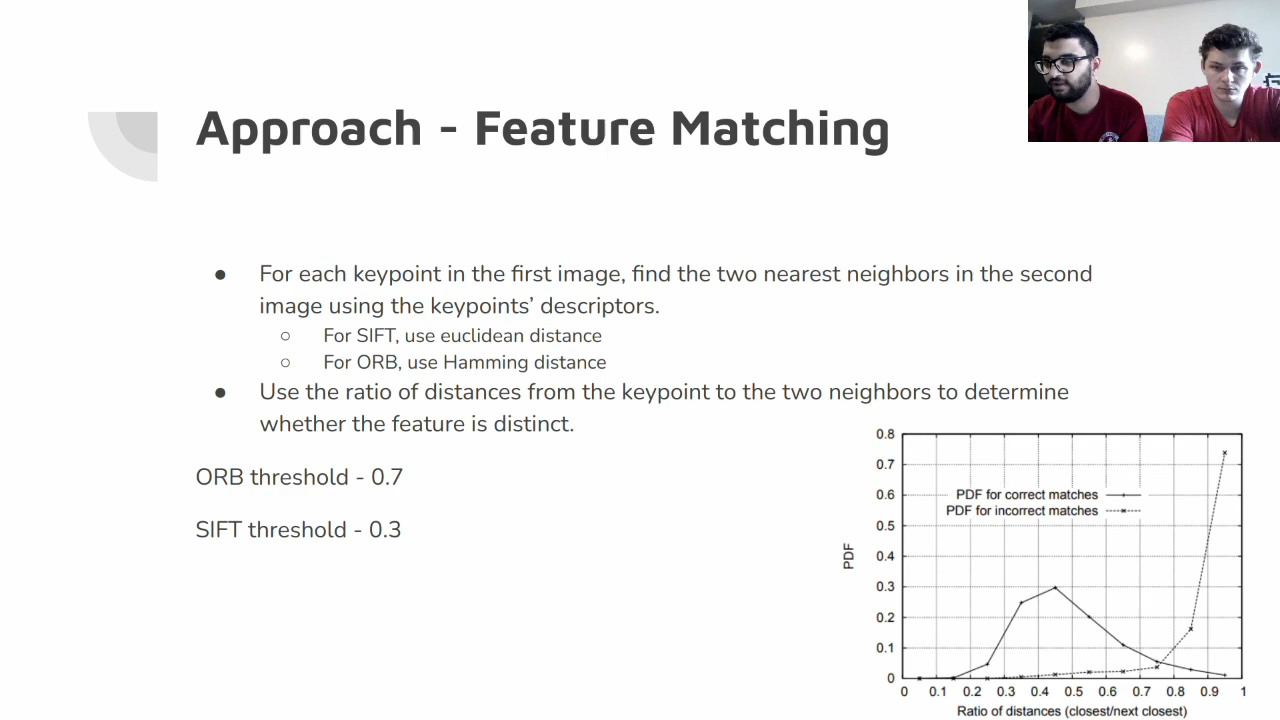 Approach - Feature Matching
● For each keypoint in the first image, find the two nearest neighbors in the second
image using the keypoints’ descriptors.
○ For SIFT, use euclidean distance
○ For ORB, use Hamming distance
● Use the ratio of distances from the keypoint to the two neighbors to determine
whether the feature is distinct.
ORB threshold - 0.7
SIFT threshold - 0.3
0.8
0.7
0.6
0.5
0.4
0.3
0.2
0.1
0
PDF
PDF for correct matches
PDF for incorrect matches
0 0.1 0.2 0.3 0.4 0.5 0.6 0.7 0.8 0.9 1
Ratio of distances (closest/next closest)